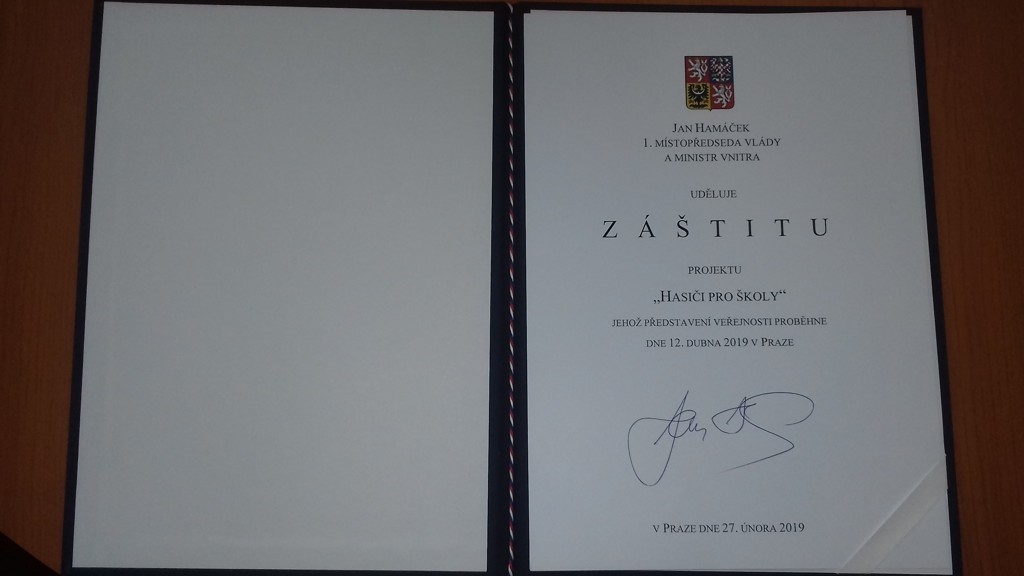 JAN HAMÁČEK
1. MÍSTOPŘEDSEDA VLÁDY
A MINISTR VNITRA
UDĚLUJE
Z Á Š T I T U
PROJEKTU
„HASIČI PRO ŠKOLY“
JEHOŽ PŘEDSTAVENÍ VEŘEJNOSTI PROBĚHNE
DNE 12. DUBNA 2019 V PRAZE
V PRAZE DNE 27. ÚNORA 2019